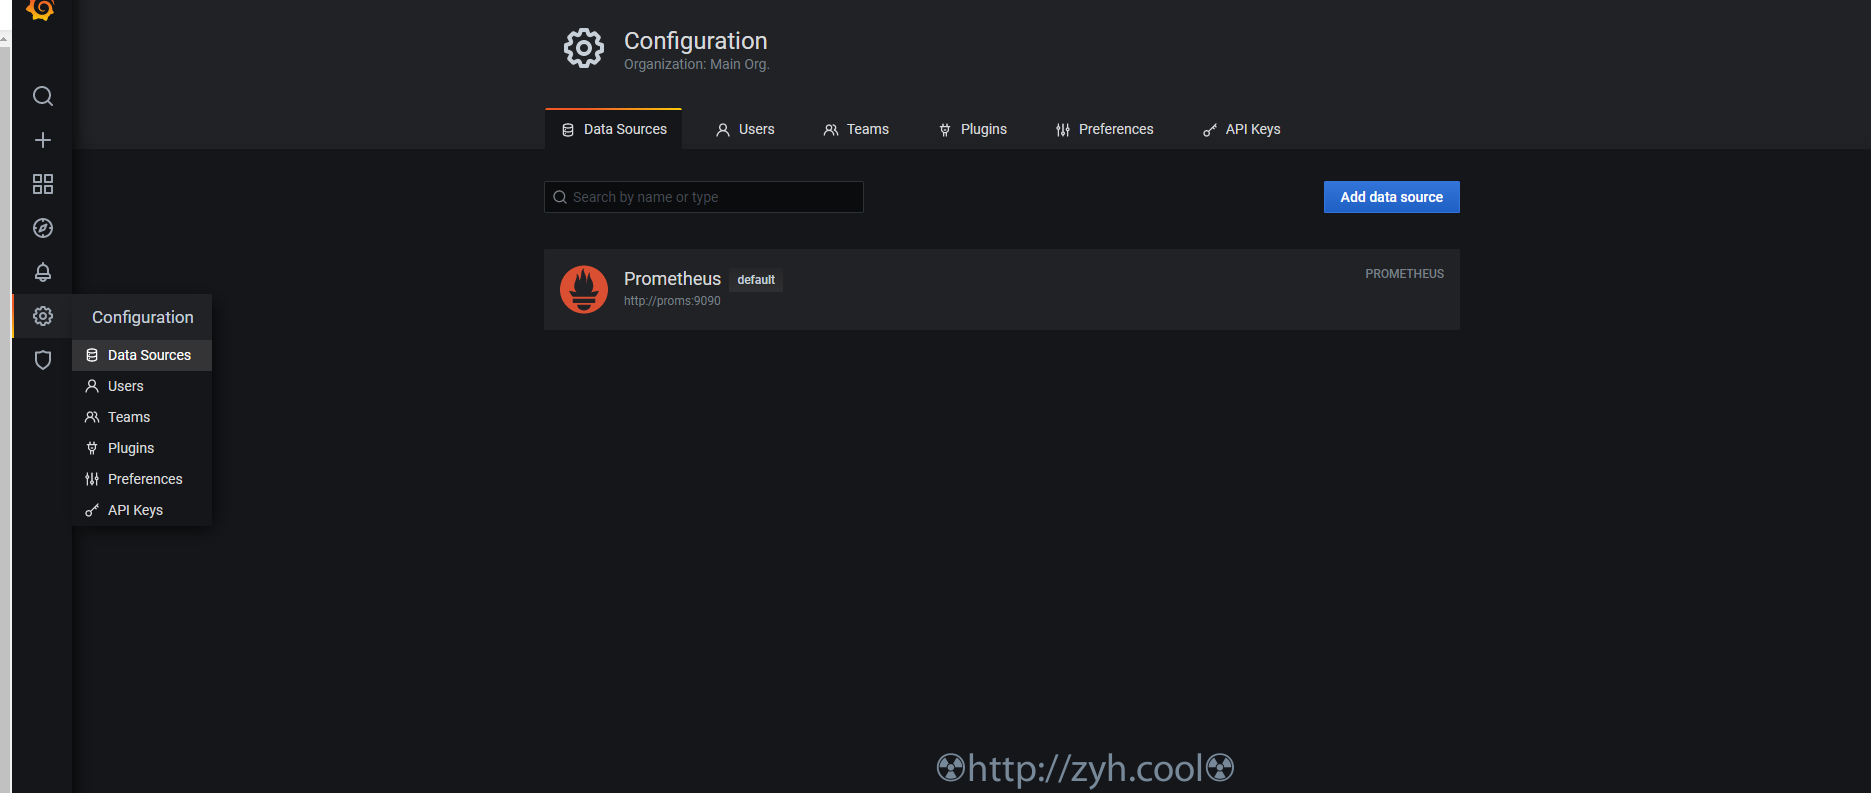 Configuration
Organization: Main Org.
Data Sources
Users
Teams
Plugins
Preferences
API Keys
Search by name or type
Add data source
Prometheus
default
PROMETHEUS
http://proms:9090
Configuration
Data Sources
Users
Teams
Plugins
Preferences
API Keys
☢http://zyh.cool☢